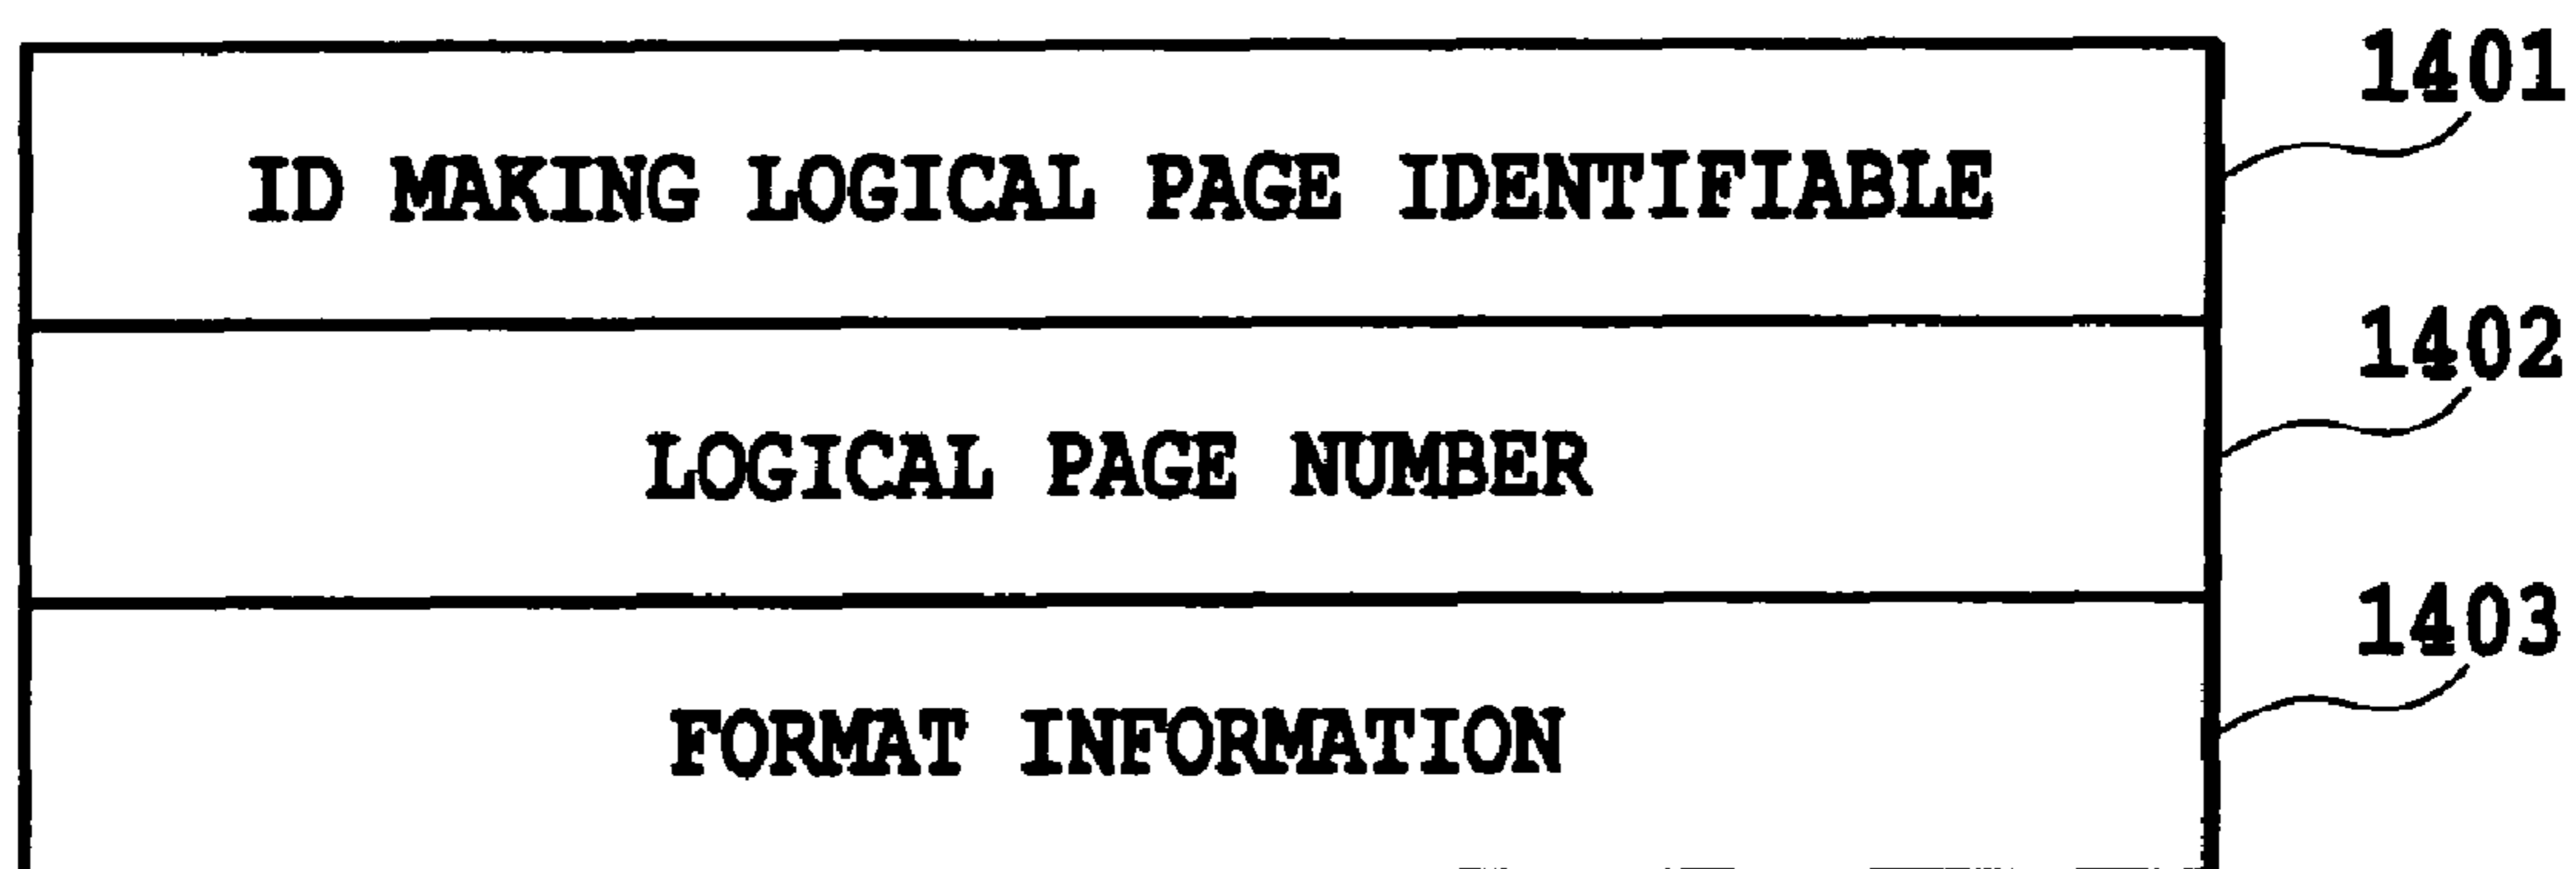 1401
ID MAKING LOGICAL PAGE IDENTIFIABLE
1402
LOGICAL PAGE NUMBER
1403
FORMAT INFORMATION